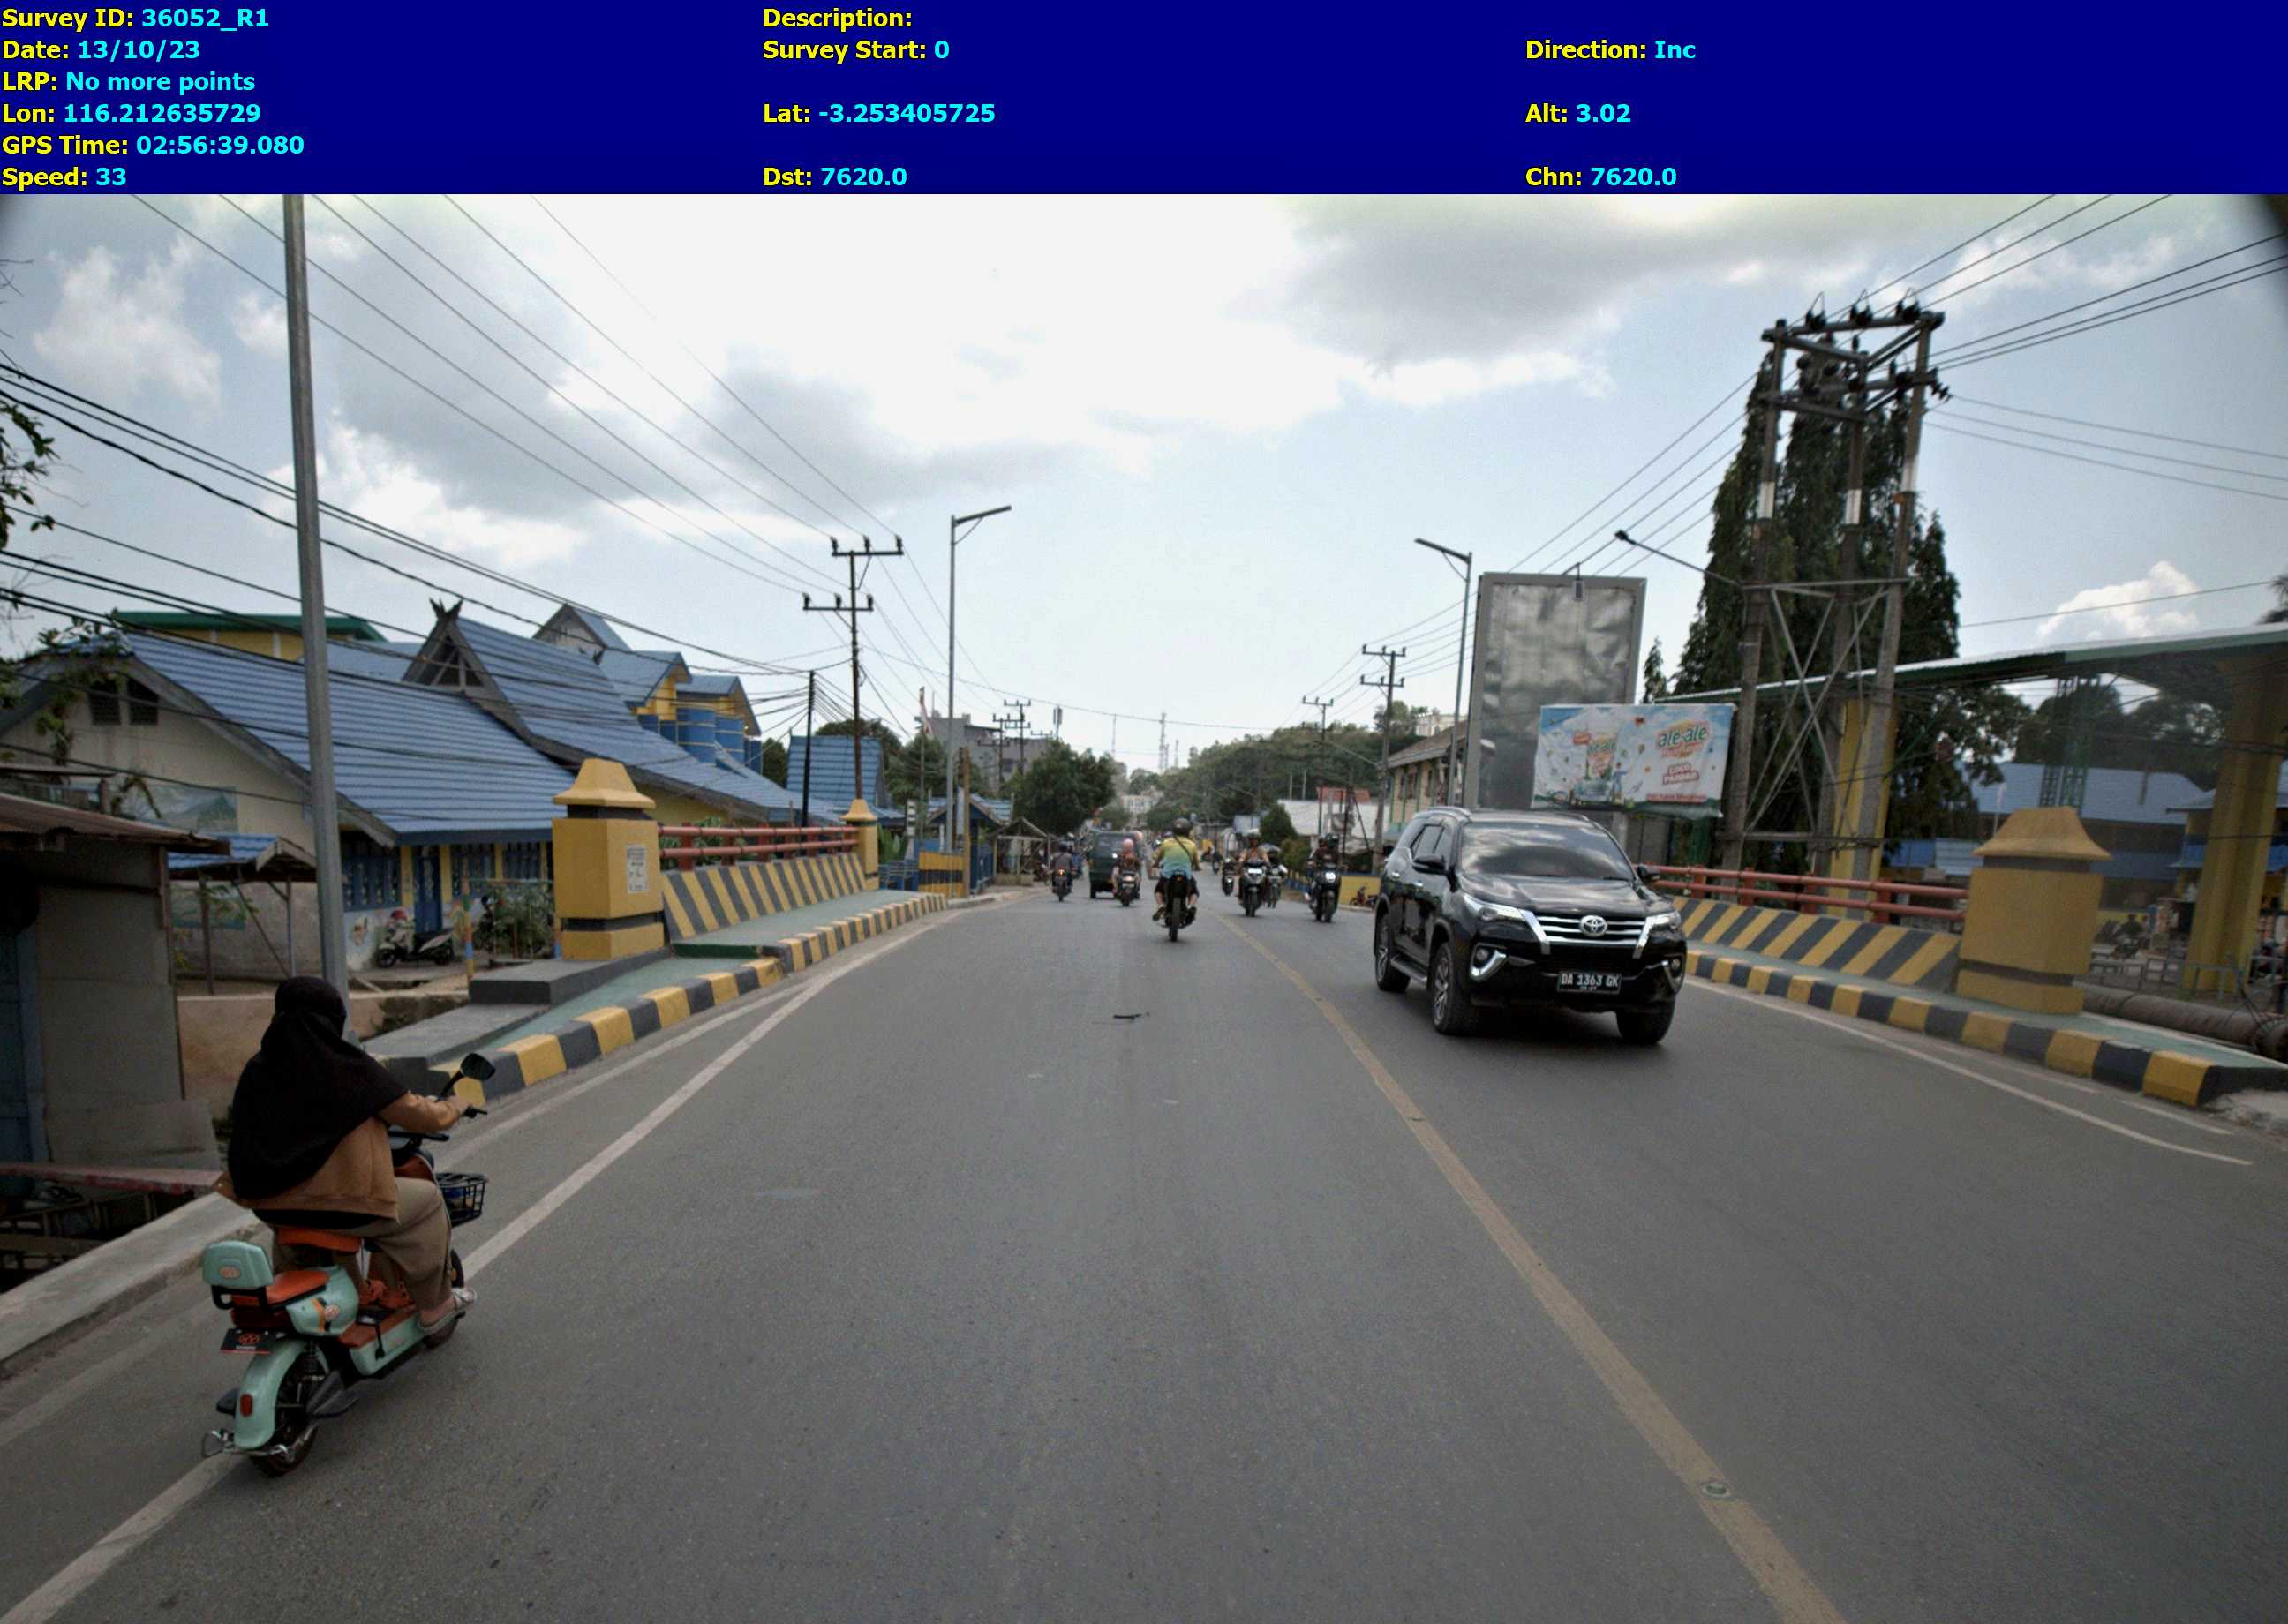 Survey ID: 36052_R1
Description:
Date: 13/10/23
Survey Start: 0
Direction: Inc
LRP: No more points
Lon: 116.212635729
Lat: -3.253405725
Alt: 3.02
GPS Time: 02:56:39.080
Speed: 33
Dst: 7620.0
Chn: 7620.0
ale-ale
ale-ale
DA 1363 GK